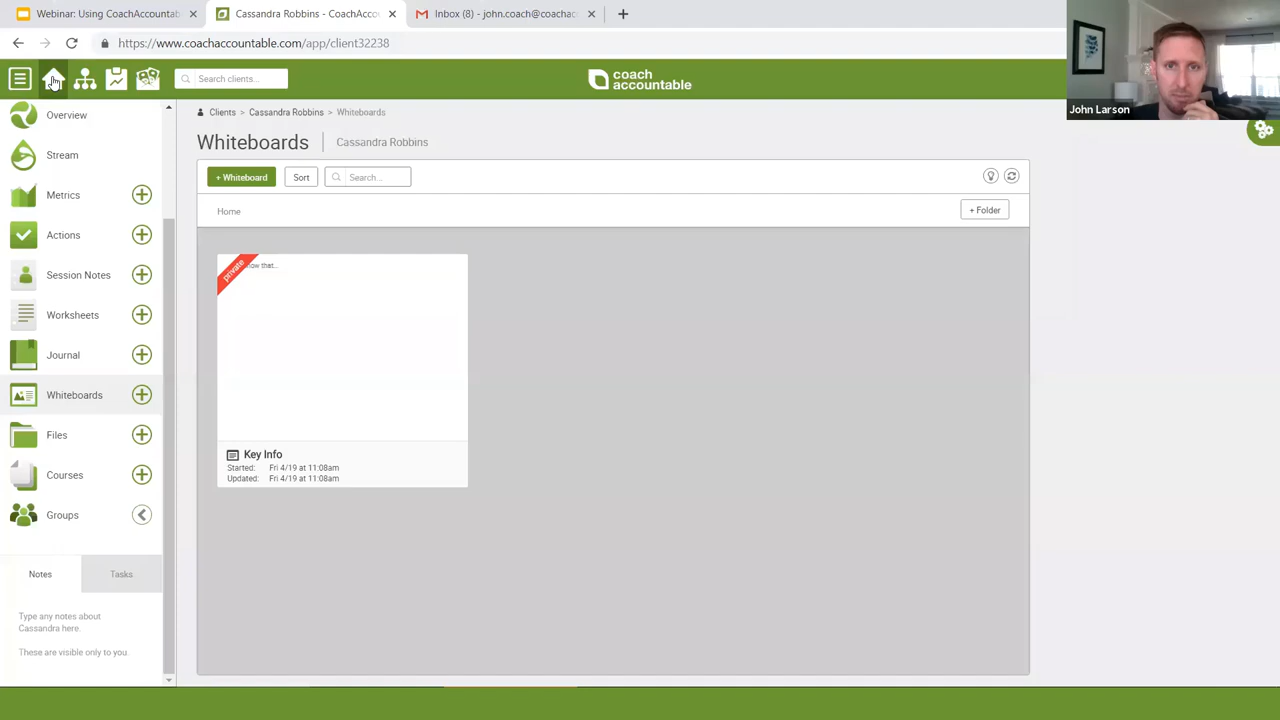 Webinar: Using CoachAccountabl
Cassandra Robbins - CoachAccou
Inbox (8) - john.coach@coachac
https://www.coachaccountable.com/app/client32238
John Larson
Search clients...
coach
accountable
Overview
Stream
Metrics
Actions
Session Notes
Worksheets
Journal
Whiteboards
Files
Courses
Groups
Notes
Tasks
Type any notes about
Cassandra here.
These are visible only to you.
Clients > Cassandra Robbins > Whiteboards
Whiteboards
Cassandra Robbins
+ Whiteboard
Sort
Search...
Home
+ Folder
private
that...
Key Info
Started: Fri 4/19 at 11:08am
Updated: Fri 4/19 at 11:08am